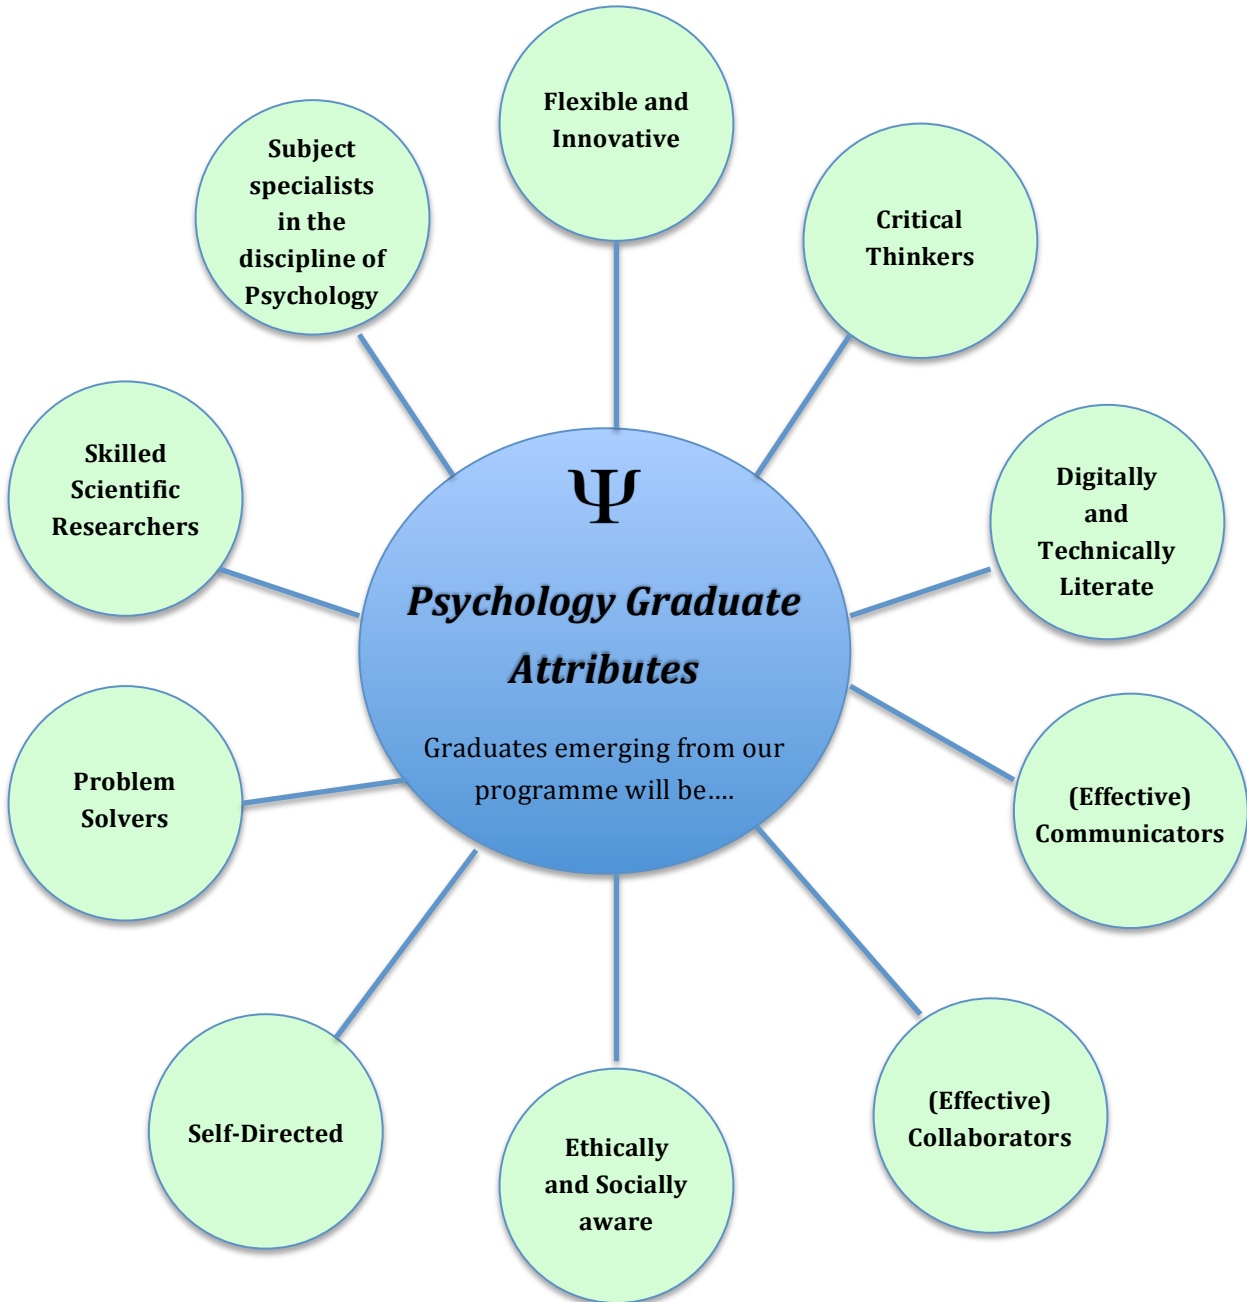 Flexible and
Innovative
Critical
Thinkers
Digitally
and
Technically
Literate
(Effective)
Communicators
(Effective)
Collaborators
Ethically
and Socially
aware
Self-Directed
Problem
Solvers
Skilled
Scientific
Researchers
Subject
specialists
in the
discipline of
Psychology
Ψ
Psychology Graduate
Attributes
Graduates emerging from our
programme will be....